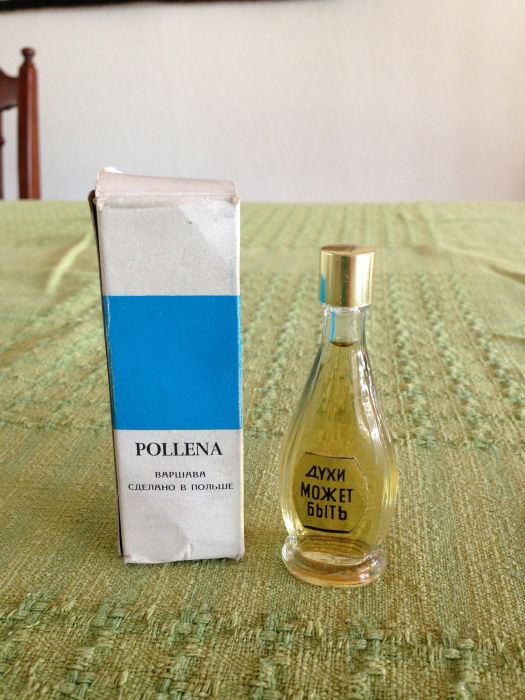 POLLENA
ВАРШАВА
СДЕЛАНО В ПОЛЬШЕ
ДУХИ
МОЖЕТ
БЫТЬ